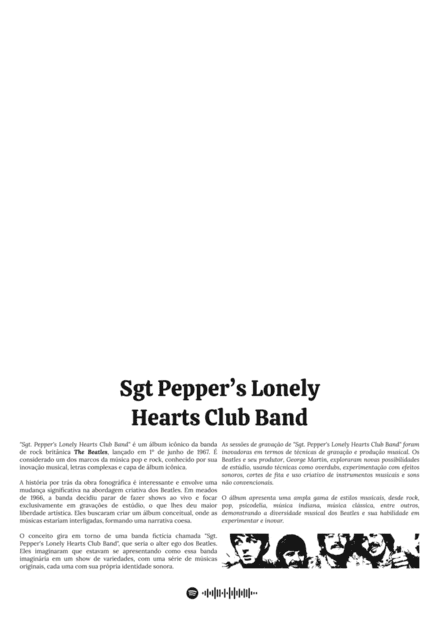 Sgt Pepper's Lonely
Hearts Club Band
"Sgt. Pepper's Lonely Hearts Club Band" é um álbum icônico da banda
de rock britânica The Beatles, lançado em 1º de junho de 1967. É
considerado um dos marcos da música pop e rock, conhecido por sua
inovação musical, letras complexas e capa de álbum icônica.
A história por trás da obra fonográfica é interessante e envolve uma
mudança significativa na abordagem criativa dos Beatles. Em meados
de 1966, a banda decidiu parar de fazer shows ao vivo e focar
exclusivamente em gravações de estúdio, o que lhes deu maior
liberdade artística. Eles buscaram criar um álbum conceitual, onde as
músicas estariam interligadas, formando uma narrativa coesa.
O conceito gira em torno de uma banda fictícia chamada "Sgt.
Pepper's Lonely Hearts Club Band", que seria o alter ego dos Beatles.
Eles imaginaram que estavam se apresentando como essa banda
imaginária em um show de variedades, com uma série de músicas
originais, cada uma com sua própria identidade sonora.
As sessões de gravação de "Sgt. Pepper's Lonely Hearts Club Band" foram
inovadoras em termos de técnicas de gravação e produção musical. Os
Beatles e seu produtor, George Martin, exploraram novas possibilidades
de estúdio, usando técnicas como overdubs, experimentação com efeitos
sonoros, cortes de fita e uso criativo de instrumentos musicais e sons
não convencionais.
O álbum apresenta uma ampla gama de estilos musicais, desde rock,
pop, psicodelia, música indiana, música clássica, entre outros,
demonstrando a diversidade musical dos Beatles e sua habilidade em
experimentar e inovar.